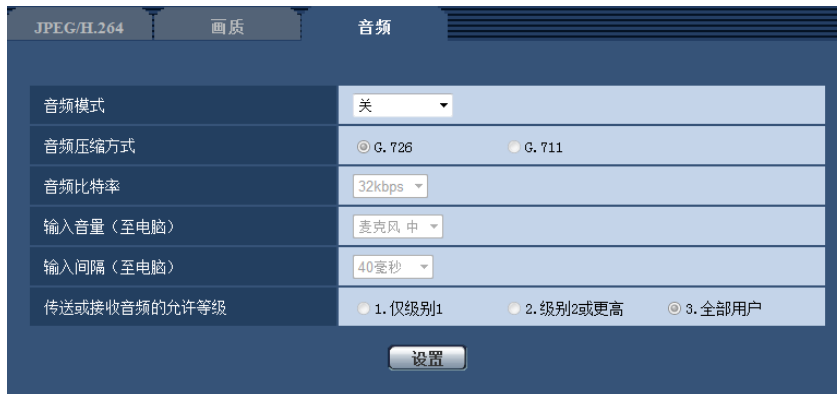 JPEG/H.264 画质 音频
音频模式 关
音频压缩方式 G.726 G.711
音频比特率 32kbps
输入音量（至电脑） 麦克风 中
输入间隔（至电脑） 40毫秒
传送或接收音频的允许等级 1.仅级别1 2.级别2或更高 3.全部用户
设置